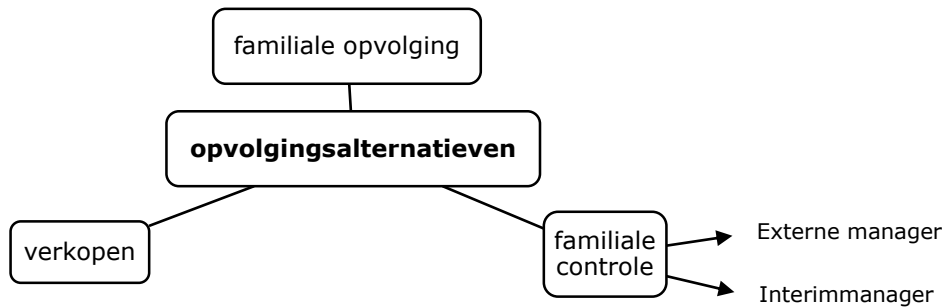 familiale opvolging
opvolgingsalternatieven
verkopen
familiale
controle
Externe manager
Interimmanager